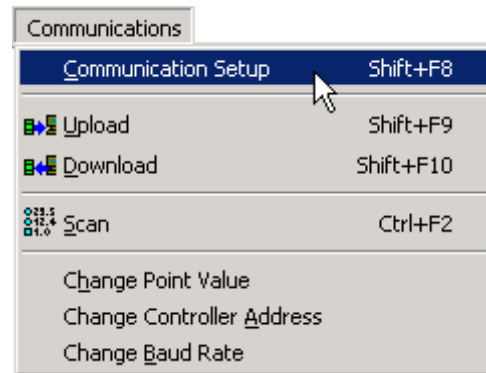 Communications
Communication Setup Shift+F8
Upload Shift+F9
Download Shift+F10
Scan Ctrl+F2
Change Point Value
Change Controller Address
Change Baud Rate